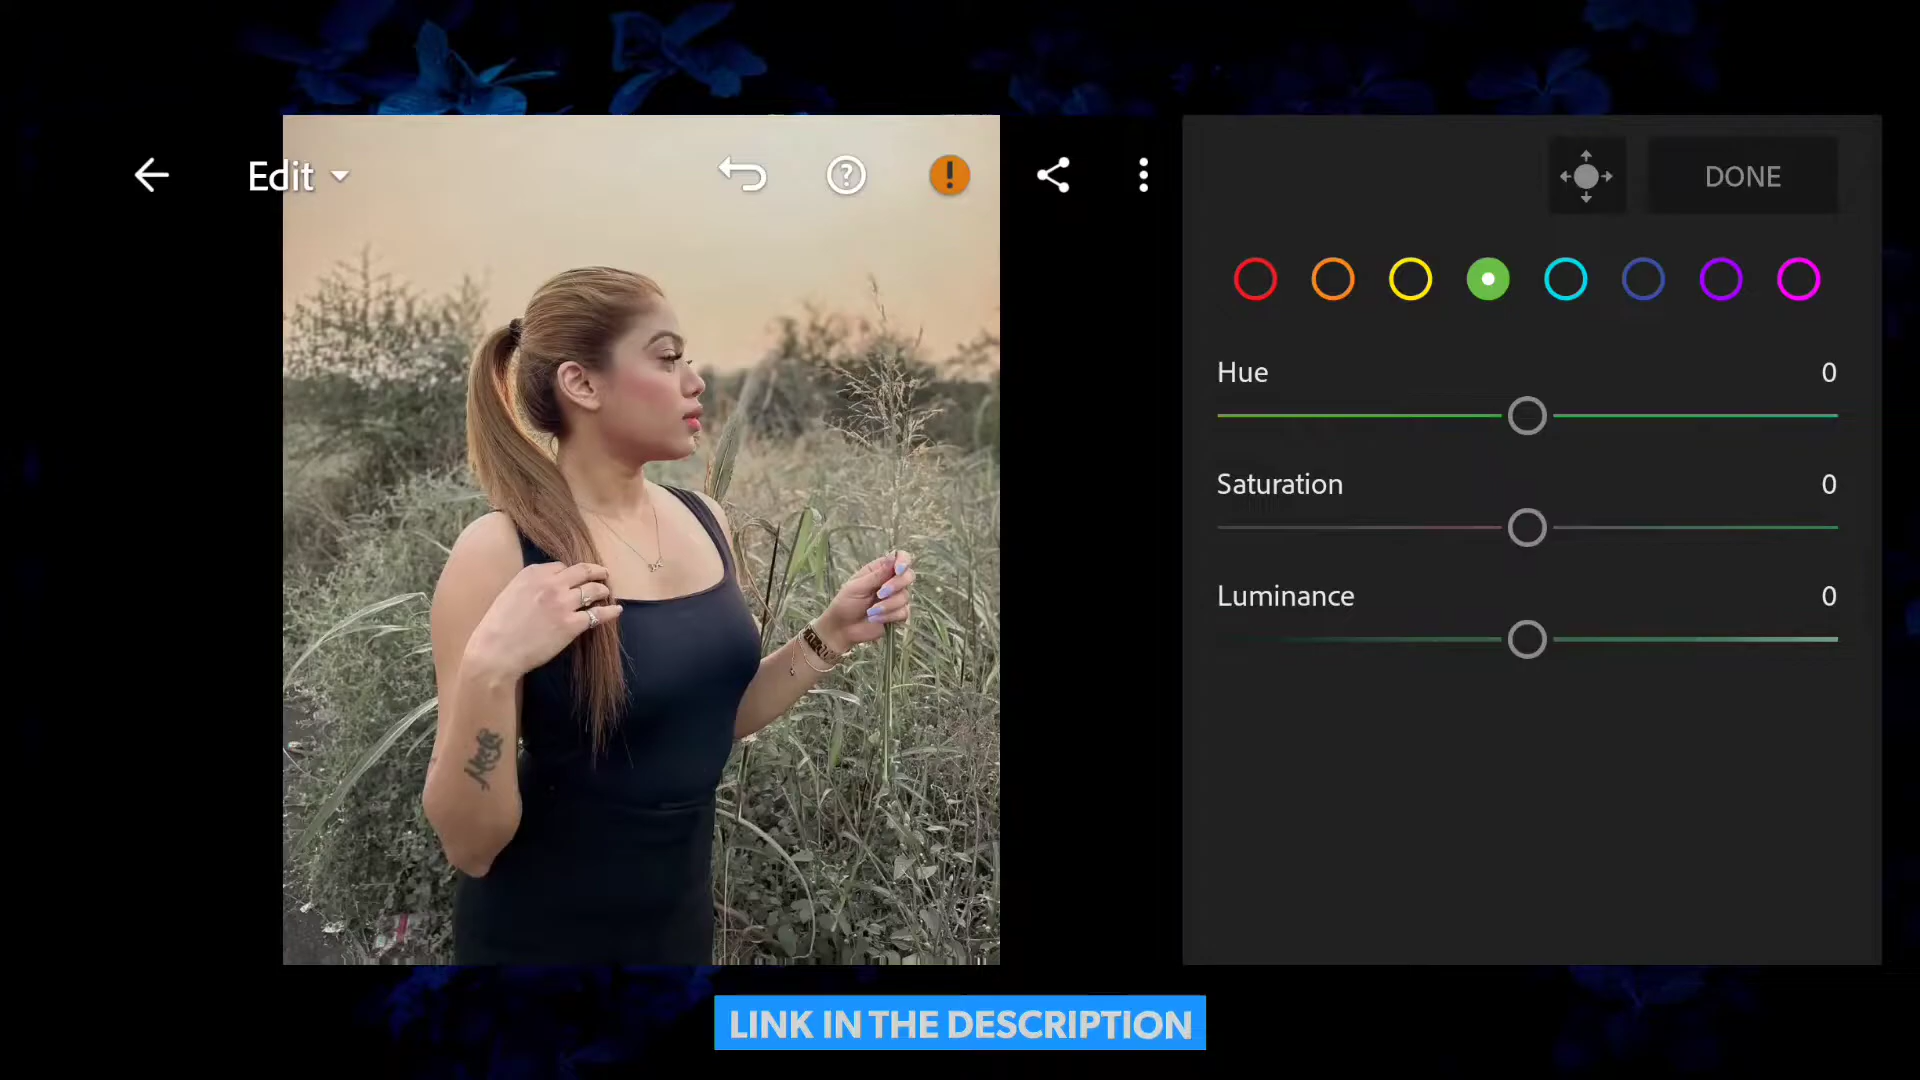 Edit
DONE
Hue 0
Saturation 0
Luminance 0
LINK IN THE DESCRIPTION